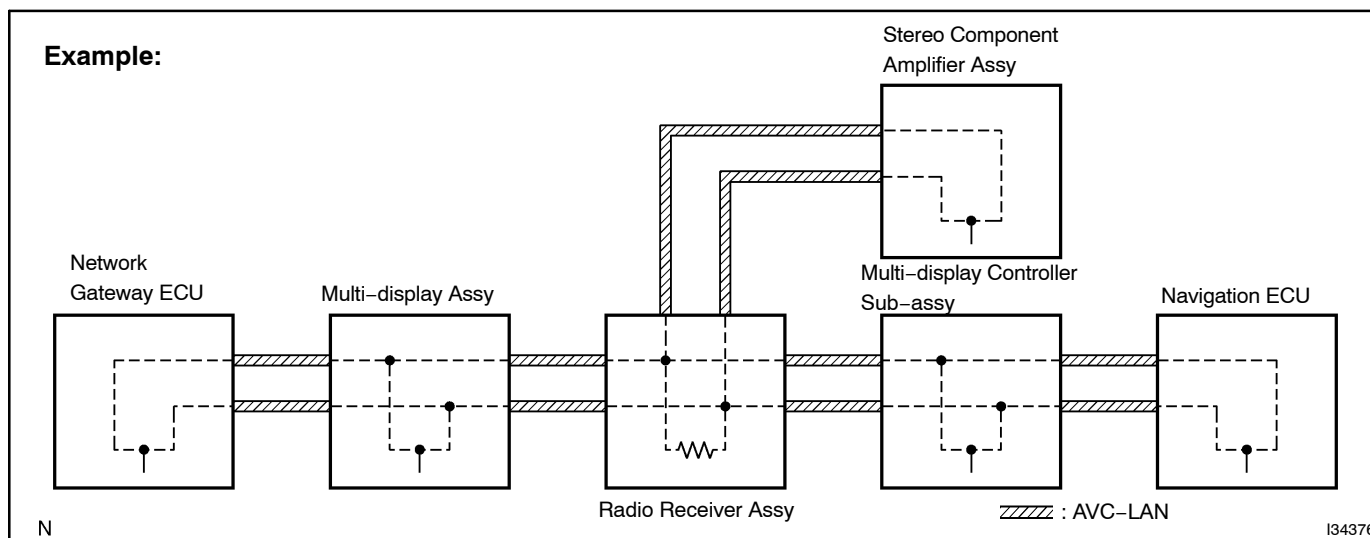 Example:
Stereo Component
Amplifier Assy
Network
Gateway ECU
Multi−display Assy
Multi−display Controller
Sub−assy
Navigation ECU
Radio Receiver Assy
: AVC−LAN
N
I34376